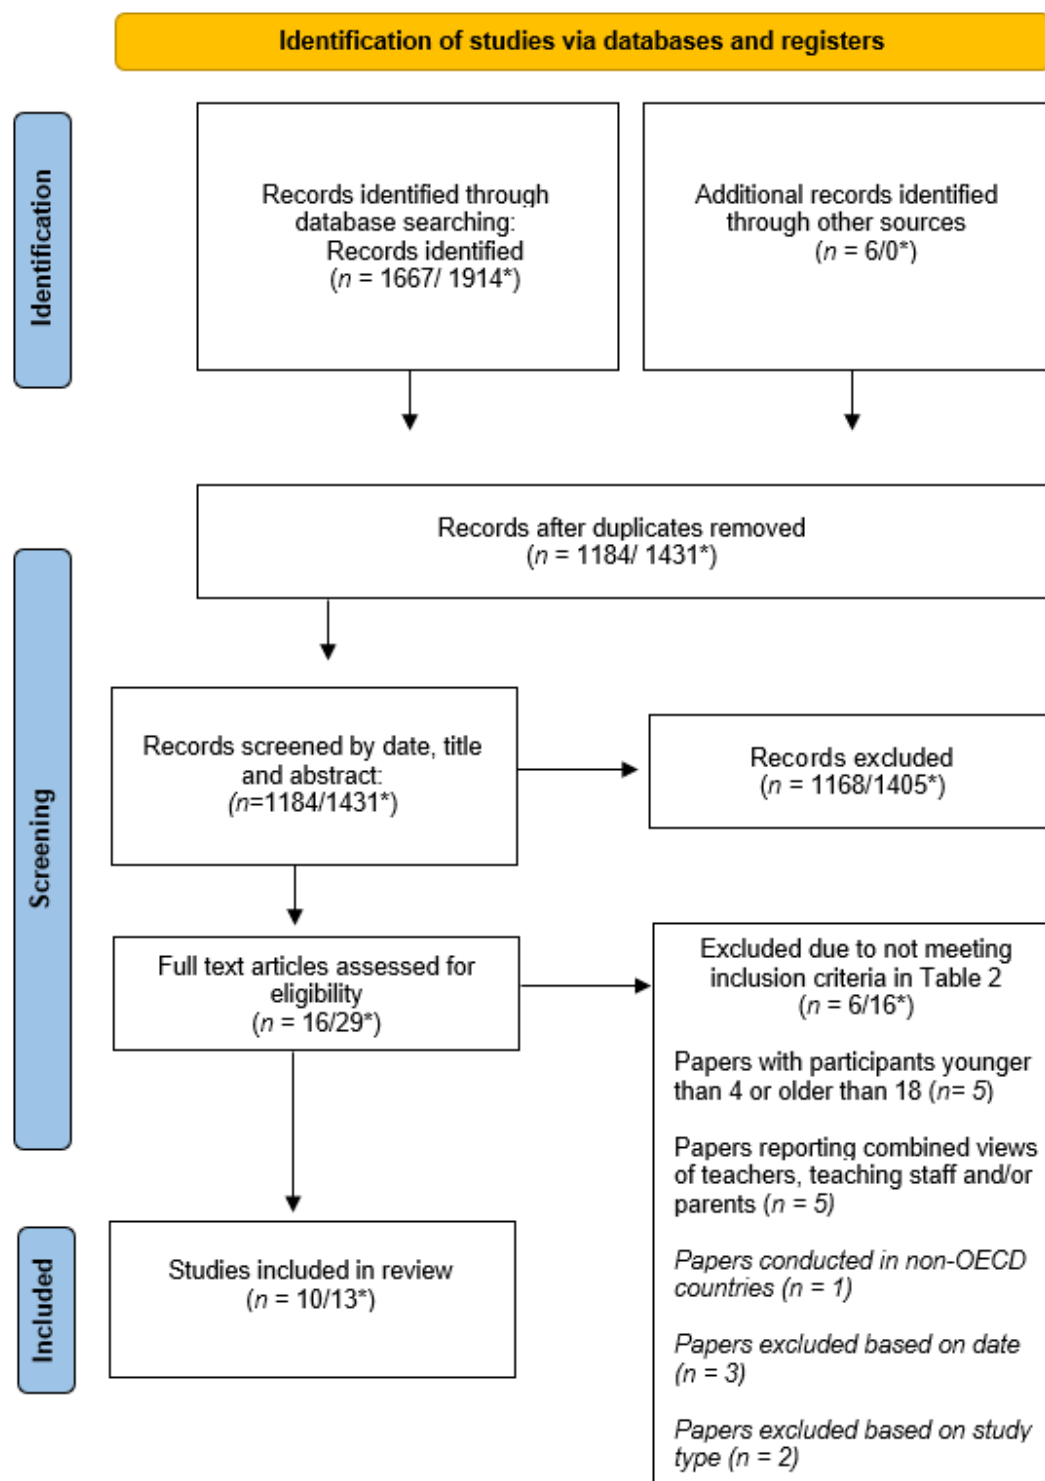 Identification of studies via databases and registers
Identification
Records identified through
database searching:
Records identified
(n = 1667/ 1914*)
Additional records identified
through other sources
(n = 6/0*)
Records after duplicates removed
(n = 1184/ 1431*)
Screening
Records screened by date, title
and abstract:
(n=1184/1431*)
Records excluded
(n = 1168/1405*)
Full text articles assessed for
eligibility
(n = 16/29*)
Excluded due to not meeting
inclusion criteria in Table 2
(n = 6/16*)
Papers with participants younger
than 4 or older than 18 (n= 5)
Papers reporting combined views
of teachers, teaching staff and/or
parents (n = 5)
Papers conducted in non-OECD
countries (n = 1)
Papers excluded based on date
(n = 3)
Papers excluded based on study
type (n = 2)
Included
Studies included in review
(n = 10/13*)